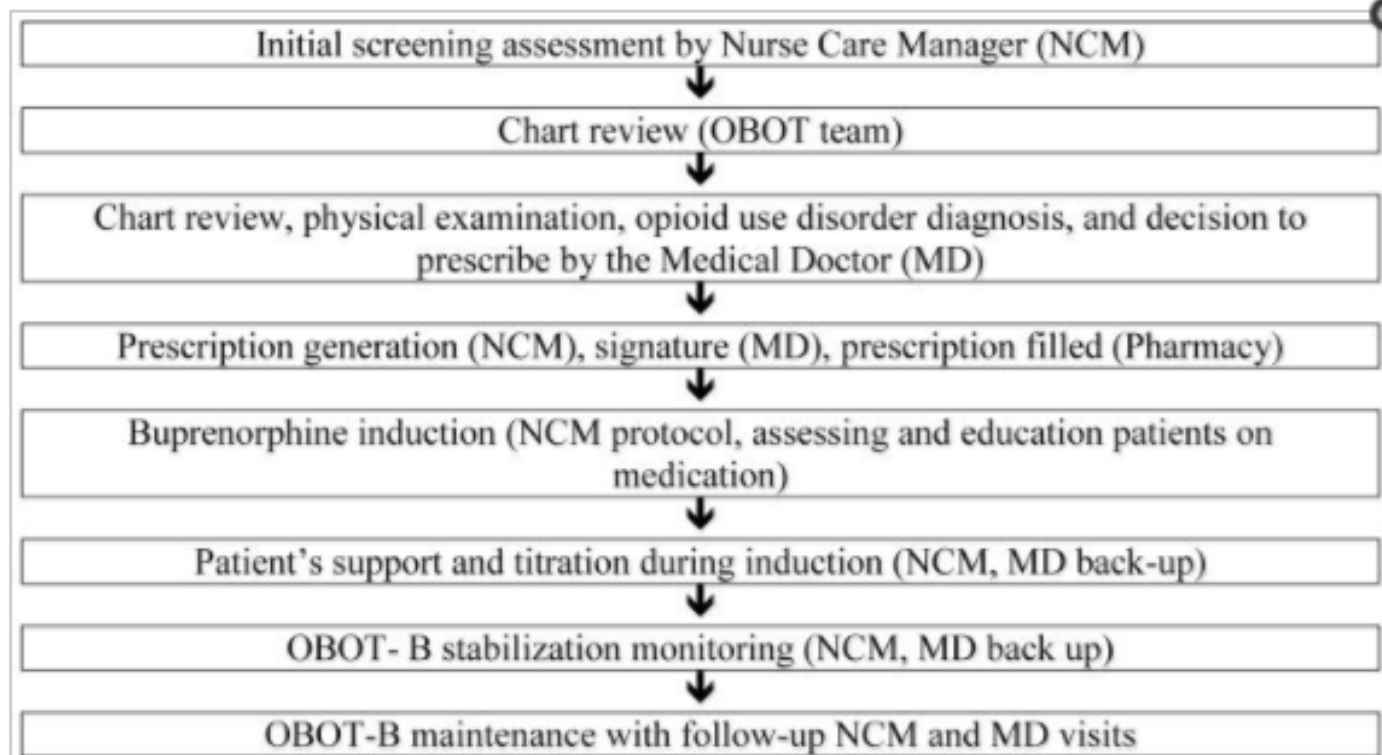 Initial screening assessment by Nurse Care Manager (NCM)
Chart review (OBOT team)
Chart review, physical examination, opioid use disorder diagnosis, and decision to
prescribe by the Medical Doctor (MD)
Prescription generation (NCM), signature (MD), prescription filled (Pharmacy)
Buprenorphine induction (NCM protocol, assessing and education patients on
medication)
Patient's support and titration during induction (NCM, MD back-up)
OBOT- B stabilization monitoring (NCM, MD back up)
OBOT-B maintenance with follow-up NCM and MD visits